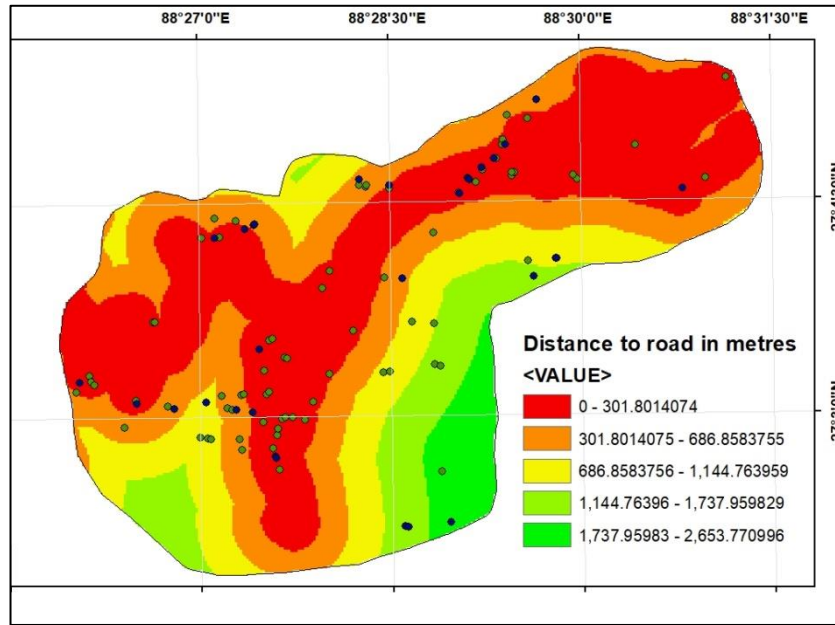 88°27'0"E 88°28'30"E 88°30'0"E 88°31'30"E
Distance to road in metres
<VALUE>
0 - 301.8014074
301.8014075 - 686.8583755
686.8583756 - 1,144.763959
1,144.76396 - 1,737.959829
1,737.95983 - 2,653.770996